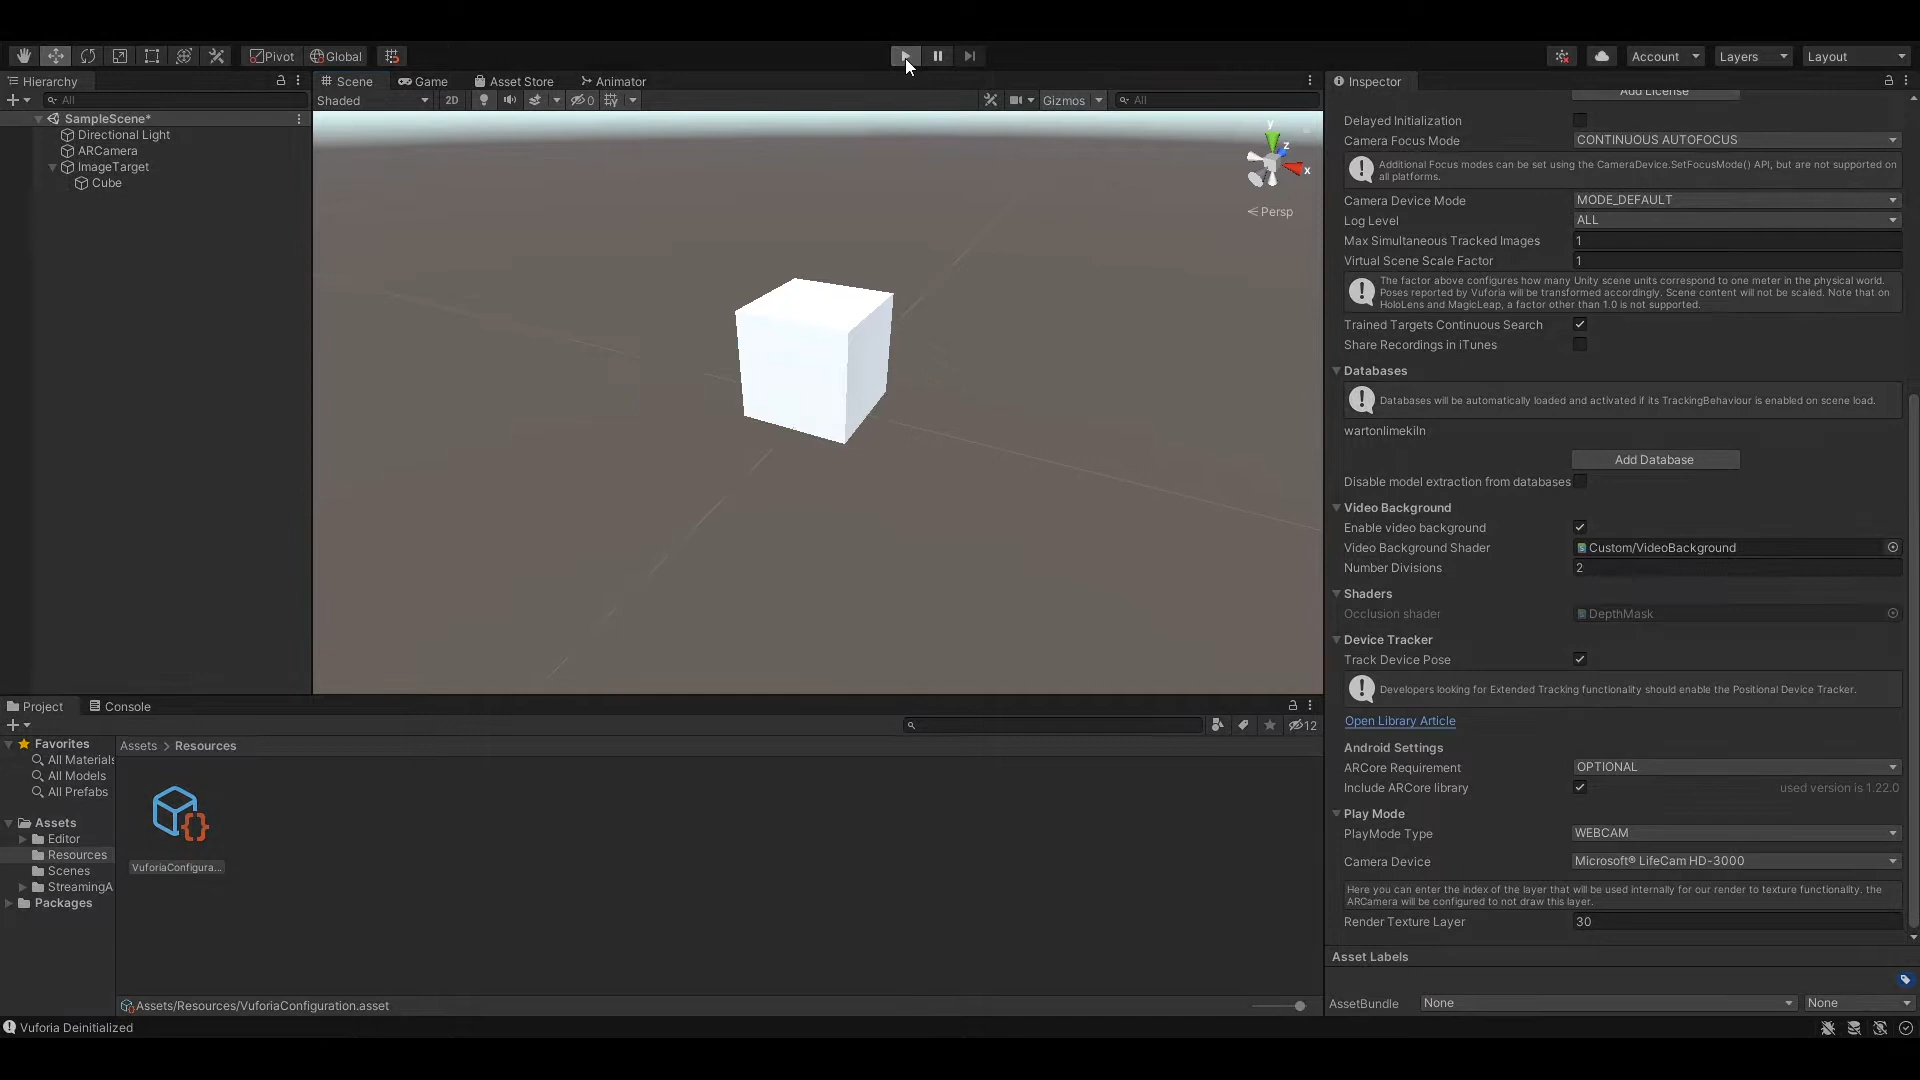 Pivot Global Account Layers Layout
Hierarchy
All
SampleScene*
Directional Light
ARCamera
ImageTarget
Cube
Scene Game Asset Store Animator
Shaded 2D 0 Gizmos All
y
z
x
Persp
Inspector
Add License
Delayed Initialization
Camera Focus Mode CONTINUOUS AUTOFOCUS
Additional Focus modes can be set using the CameraDevice.SetFocusMode() API, but are not supported on
all platforms.
Camera Device Mode MODE_DEFAULT
Log Level ALL
Max Simultaneous Tracked Images 1
Virtual Scene Scale Factor 1
The factor above configures how many Unity scene units correspond to one meter in the physical world.
Poses reported by Vuforia will be transformed accordingly. Scene content will not be scaled. Note that on
HoloLens and MagicLeap, a factor other than 1.0 is not supported.
Trained Targets Continuous Search
Share Recordings in iTunes
Databases
Databases will be automatically loaded and activated if its TrackingBehaviour is enabled on scene load.
wartonlimekiln
Add Database
Disable model extraction from databases
Video Background
Enable video background
Video Background Shader Custom/VideoBackground
Number Divisions 2
Shaders
Occlusion shader DepthMask
Device Tracker
Track Device Pose
Developers looking for Extended Tracking functionality should enable the Positional Device Tracker.
Open Library Article
Android Settings
ARCore Requirement OPTIONAL
Include ARCore library used version is 1.22.0
Play Mode
PlayMode Type WEBCAM
Camera Device Microsoft® LifeCam HD-3000
Here you can enter the index of the layer that will be used internally for our render to texture functionality. the
ARCamera will be configured to not draw this layer.
Render Texture Layer 30
Asset Labels
AssetBundle None None
Project Console
12
Favorites
All Materials
All Models
All Prefabs
Assets
Editor
Resources
Scenes
StreamingA
Packages
Assets > Resources
VuforiaConfigura...
Assets/Resources/VuforiaConfiguration.asset
Vuforia Deinitialized